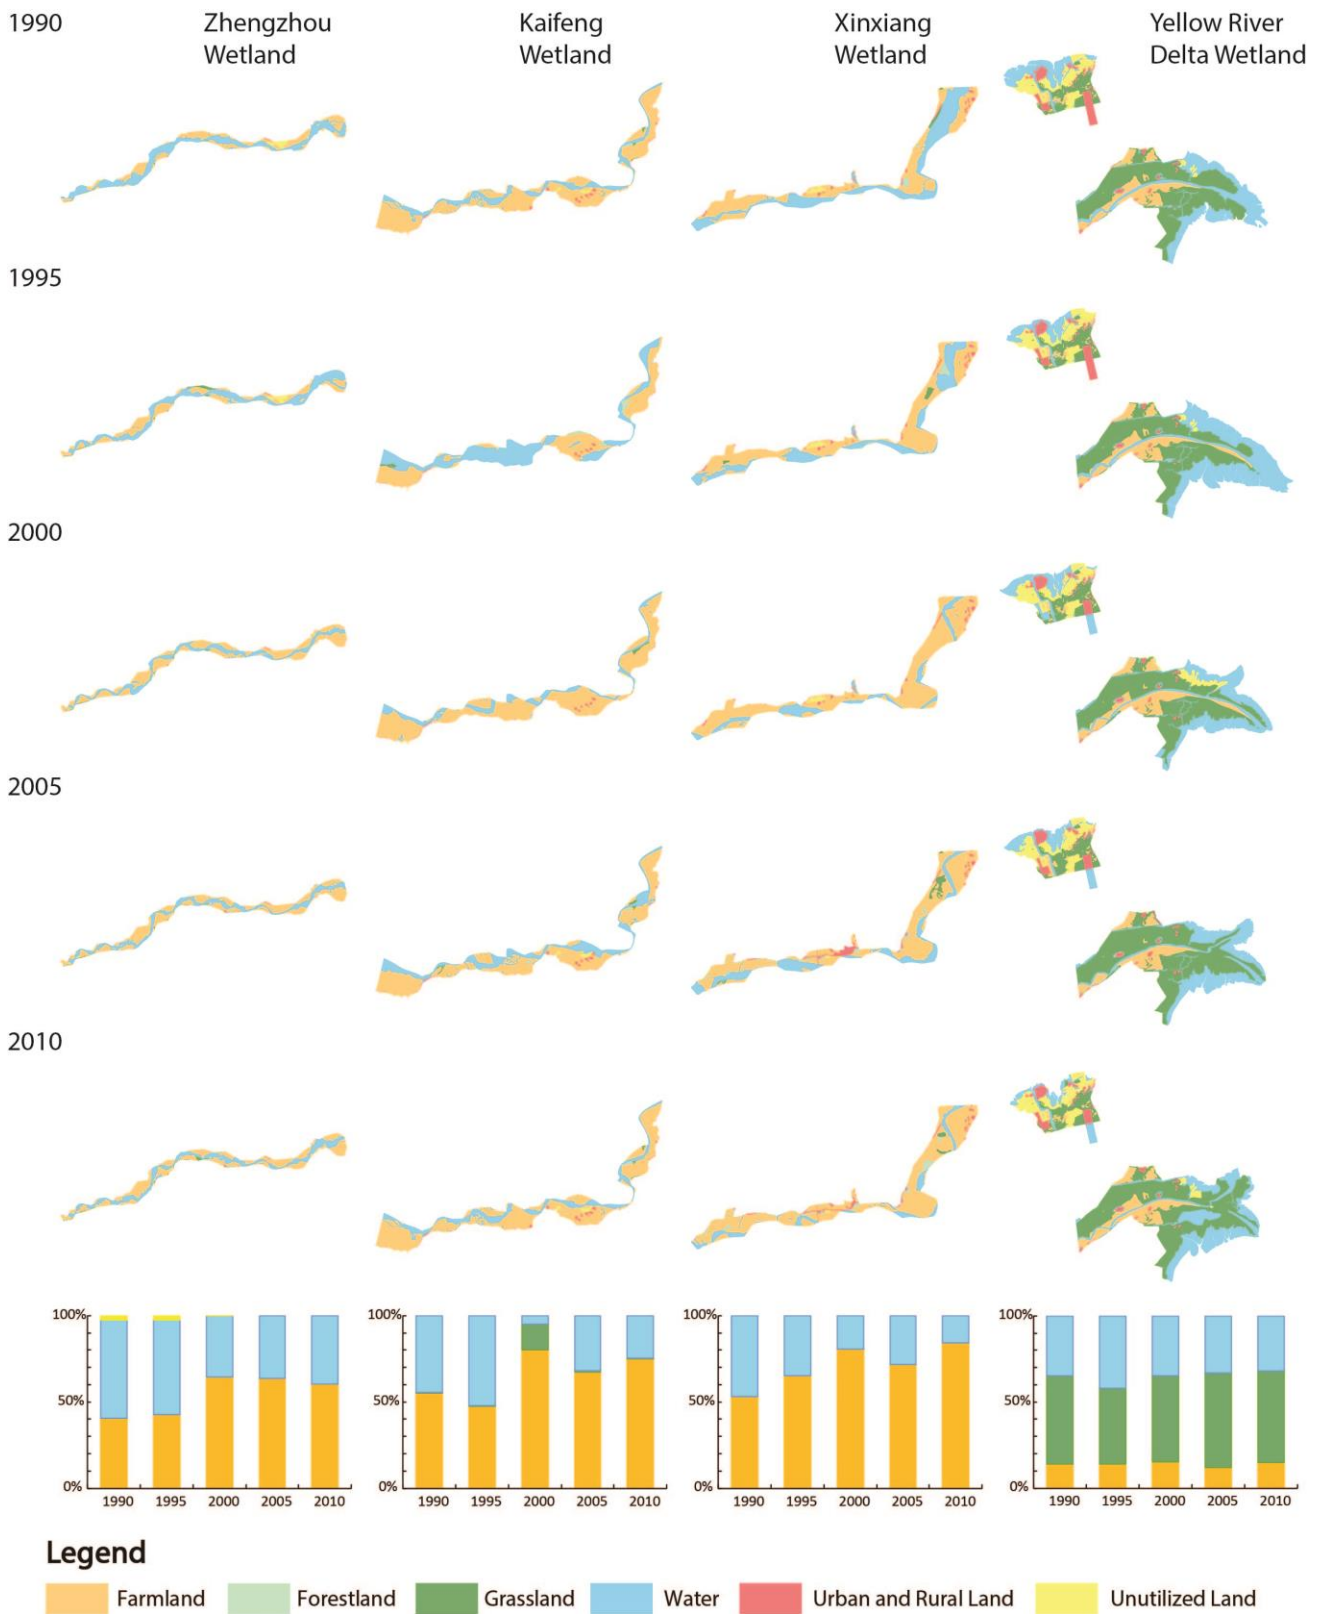 1990
Zhengzhou
Wetland
Kaifeng
Wetland
Xinxiang
Wetland
Yellow River
Delta Wetland
1995
2000
2005
2010
100%
50%
0%
1990 1995 2000 2005 2010
100%
50%
0%
1990 1995 2000 2005 2010
100%
50%
0%
1990 1995 2000 2005 2010
100%
50%
0%
1990 1995 2000 2005 2010
Legend
Farmland Forestland Grassland Water Urban and Rural Land Unutilized Land